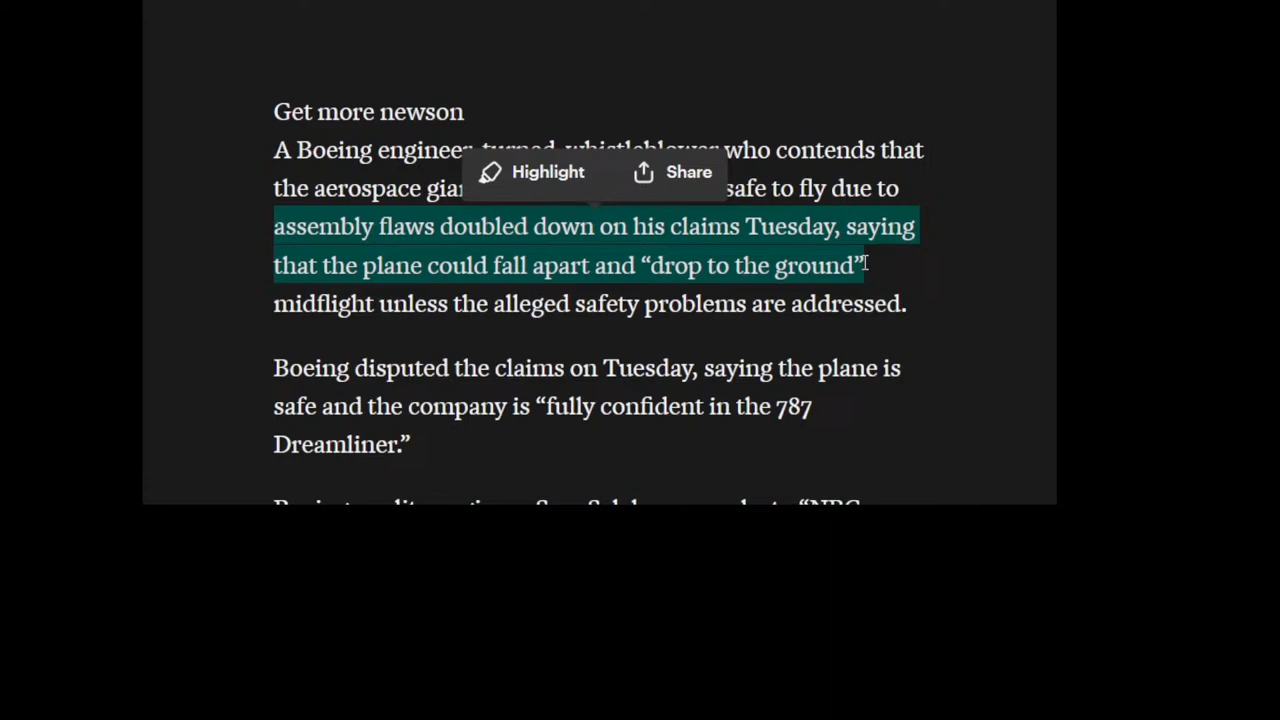 Get more newson
A Boeing engineer-turned-whistleblower who contends that
Highlight
Share
the aerospace gia safe to fly due to
assembly flaws doubled down on his claims Tuesday, saying
that the plane could fall apart and “drop to the ground”
midflight unless the alleged safety problems are addressed.
Boeing disputed the claims on Tuesday, saying the plane is
safe and the company is “fully confident in the 787
Dreamliner.”